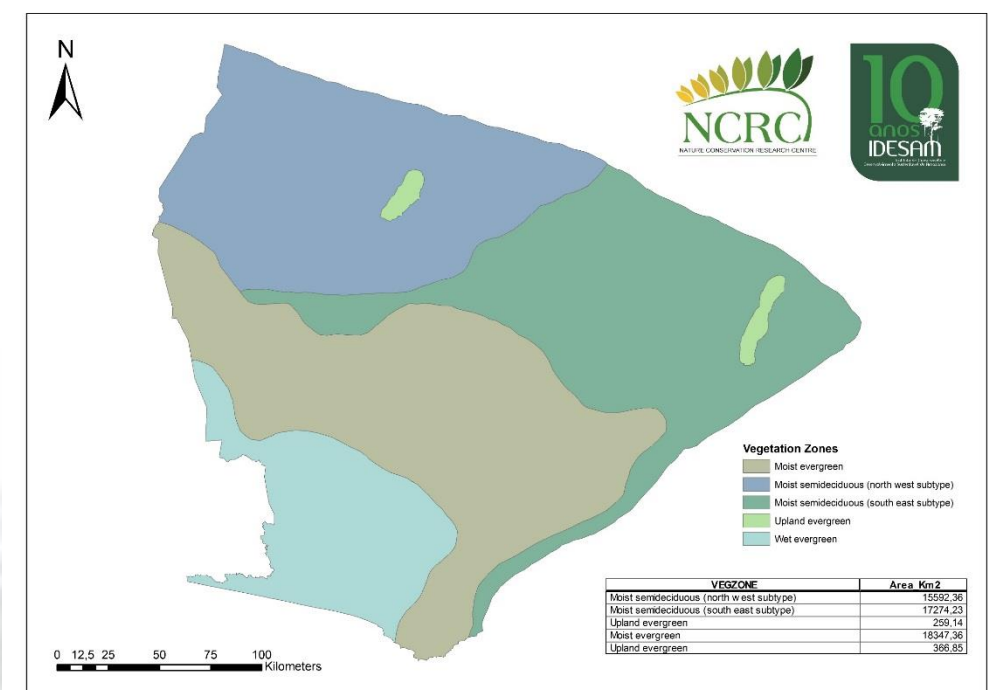 N
NCRC
NATURE CONSERVATION RESEARCH CENTRE
10
anos
IDESAM
Vegetation Zones
Moist evergreen
Moist semideciduous (north west subtype)
Moist semideciduous (south east subtype)
Upland evergreen
Wet evergreen
VEGZONE Area_Km2
Moist semideciduous (north west subtype) 15592,36
Moist semideciduous (south east subtype) 17274,23
Upland evergreen 259,14
Moist evergreen 18347,36
Upland evergreen 366,85
0 12,5 25 50 75 100
Kilometers